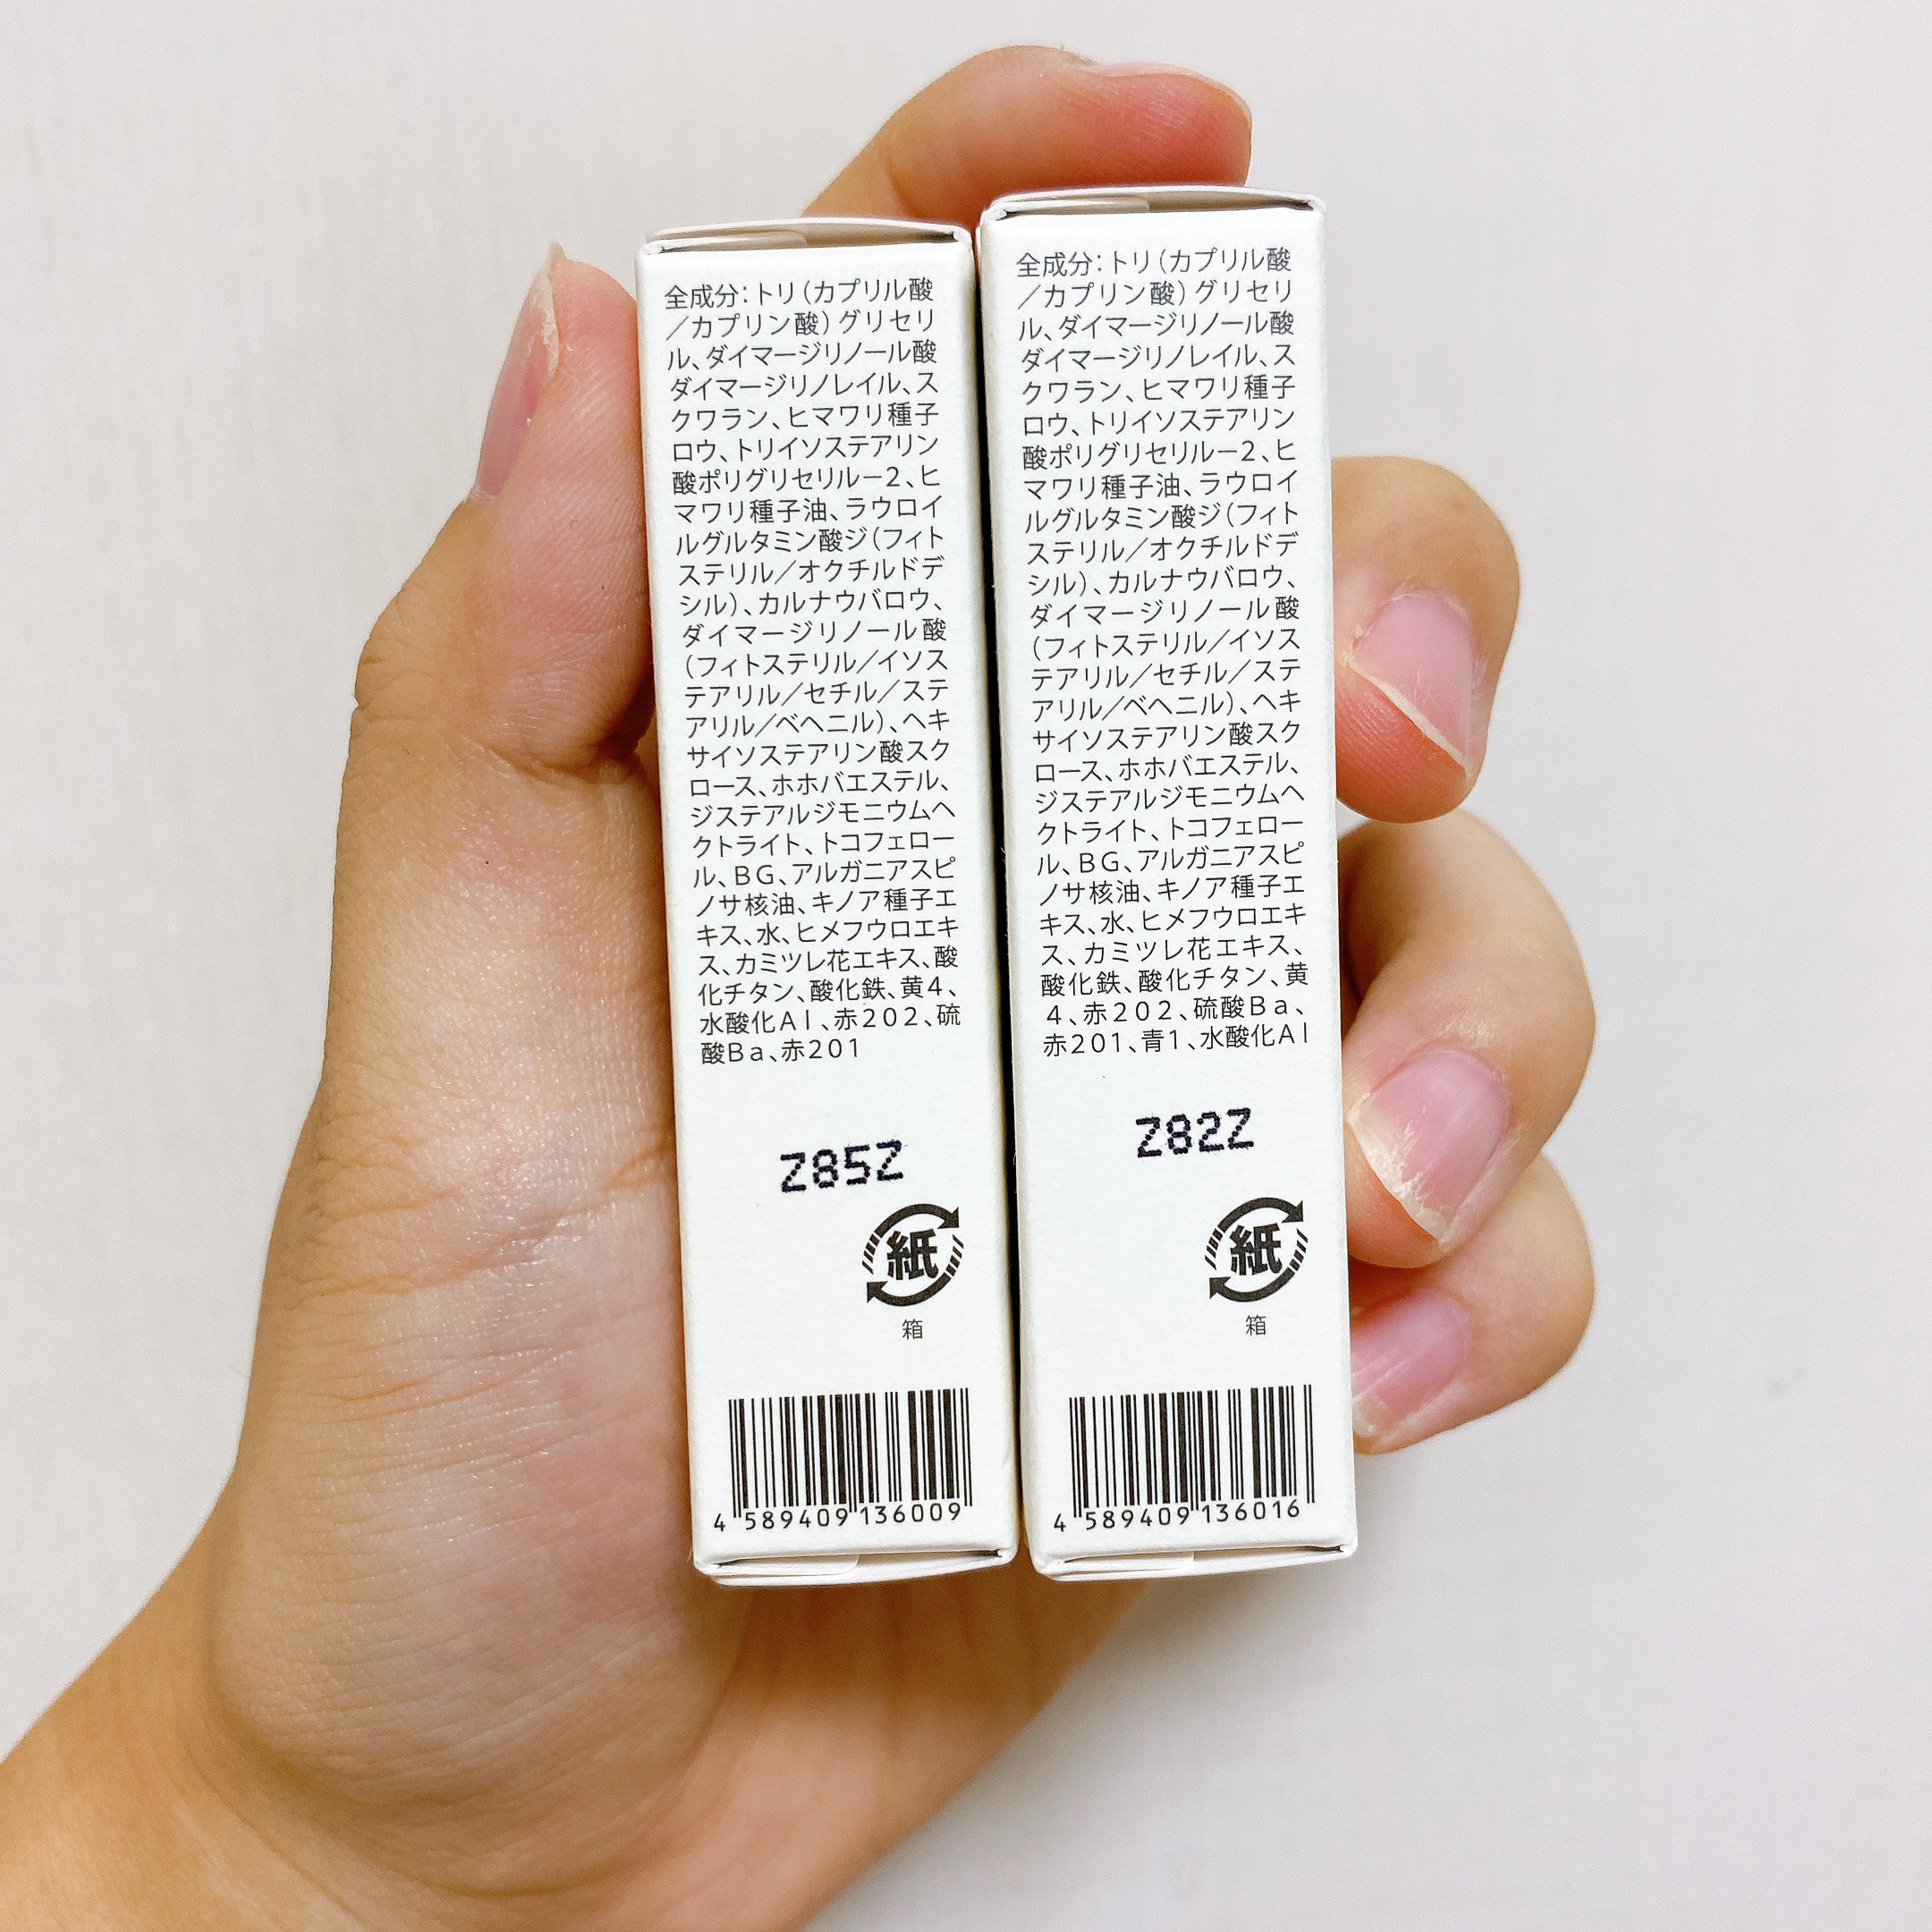 全成分:トリ(カプリル酸
/カプリン酸)グリセリ
ル、ダイマージリノール酸
ダイマージリノレイル、ス
クワラン、ヒマワリ種子
ロウ、トリイソステアリン
酸ポリグリセリル−2、ヒ
マワリ種子油、ラウロイ
ルグルタミン酸ジ(フィト
ステリル/オクチルドデ
シル)、カルナウバロウ、
ダイマージリノール酸
(フィトステリル/イソス
テアリル/セチル/ステ
アリル/ベヘニル)、ヘキ
サイソステアリン酸スク
ロース、ホホバエステル、
ジステアルジモニウムヘ
クトライト、トコフェロー
ル、BG、アルガニアスピ
ノサ核油、キノア種子エ
キス、水、ヒメフウロエキ
ス、カミツレ花エキス、酸
化チタン、酸化鉄、黄4、
水酸化Al、赤202、硫
酸Ba、赤201
Z85Z
紙
箱
4 589409 136009
全成分:トリ(カプリル酸
/カプリン酸)グリセリ
ル、ダイマージリノール酸
ダイマージリノレイル、ス
クワラン、ヒマワリ種子
ロウ、トリイソステアリン
酸ポリグリセリル−2、ヒ
マワリ種子油、ラウロイ
ルグルタミン酸ジ(フィト
ステリル/オクチルドデ
シル)、カルナウバロウ、
ダイマージリノール酸
(フィトステリル/イソス
テアリル/セチル/ステ
アリル/ベヘニル)、ヘキ
サイソステアリン酸スク
ロース、ホホバエステル、
ジステアルジモニウムヘ
クトライト、トコフェロー
ル、BG、アルガニアスピ
ノサ核油、キノア種子エ
キス、水、ヒメフウロエキ
ス、カミツレ花エキス、
酸化鉄、酸化チタン、黄
4、赤202、硫酸Ba、
赤201、青1、水酸化Al
Z82Z
紙
箱
4 589409 136016